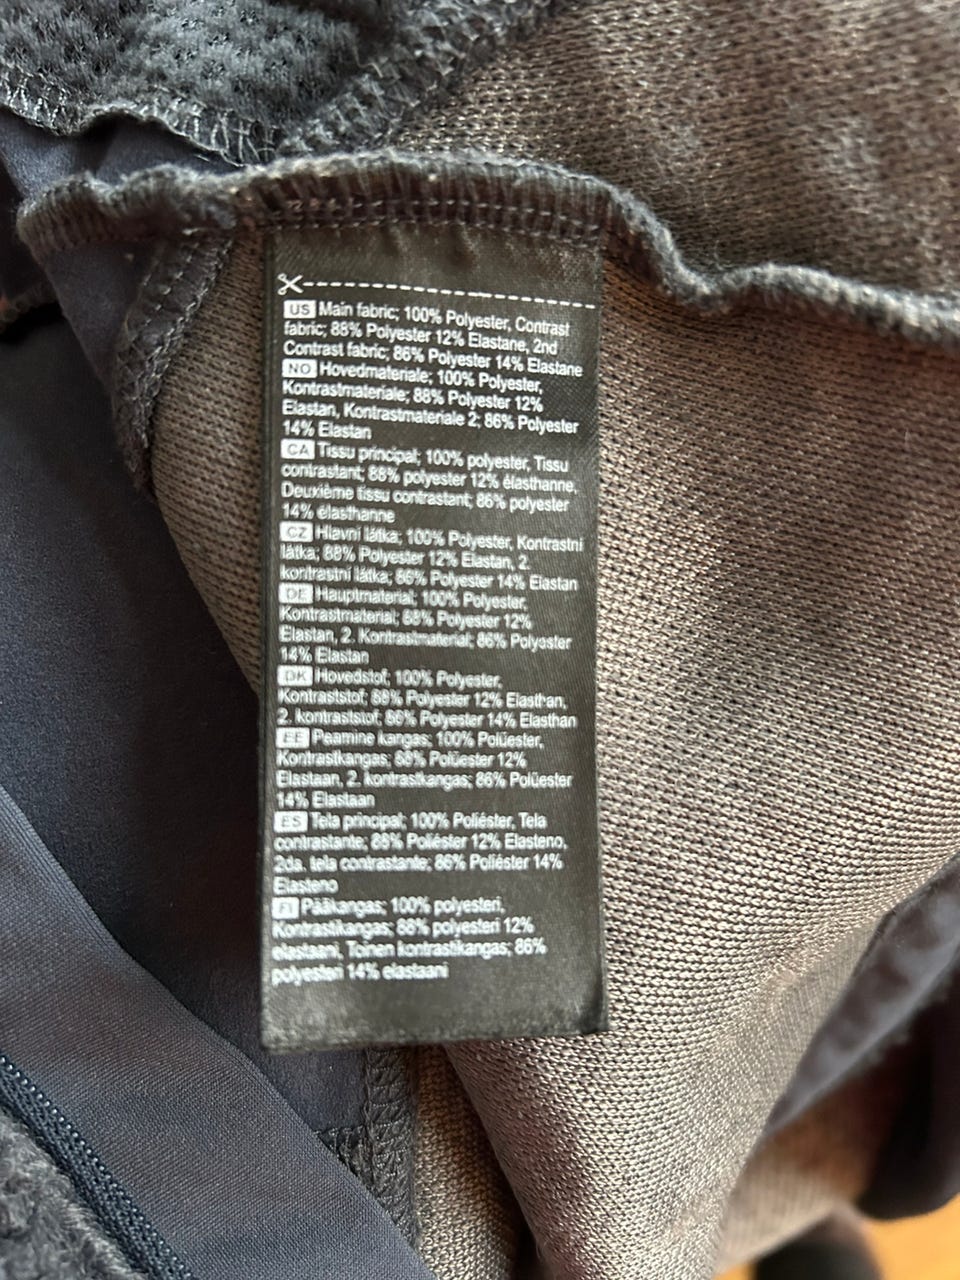 US Main fabric; 100% Polyester, Contrast
fabric; 88% Polyester 12% Elastane, 2nd
Contrast fabric; 86% Polyester 14% Elastane
NO Hovedmateriale; 100% Polyester,
Kontrastmateriale; 88% Polyester 12%
Elastan, Kontrastmateriale 2; 86% Polyester
14% Elastan
CA Tissu principal; 100% polyester, Tissu
contrastant; 88% polyester 12% élasthanne,
Deuxième tissu contrastant; 86% polyester
14% élasthanne
CZ Hlavní látka; 100% Polyester, Kontrastní
látka; 88% Polyester 12% Elastan, 2.
kontrastní látka; 86% Polyester 14% Elastan
DE Hauptmaterial; 100% Polyester,
Kontrastmaterial; 88% Polyester 12%
Elastan, 2. Kontrastmaterial; 86% Polyester
14% Elastan
DK Hovedstof; 100% Polyester,
Kontraststof; 88% Polyester 12% Elasthan,
2. kontraststof; 86% Polyester 14% Elasthan
EE Peamine kangas; 100% Polüester,
Kontrastkangas; 88% Polüester 12%
Elastaan, 2. kontrastkangas; 86% Polüester
14% Elastaan
ES Tela principal; 100% Poliéster, Tela
contrastante; 88% Poliéster 12% Elasteno,
2da. tela contrastante; 86% Poliéster 14%
Elasteno
FI Pääkangas; 100% polyesteri,
Kontrastikangas; 88% polyesteri 12%
elastaani, Toinen kontrastikangas; 86%
polyesteri 14% elastaani